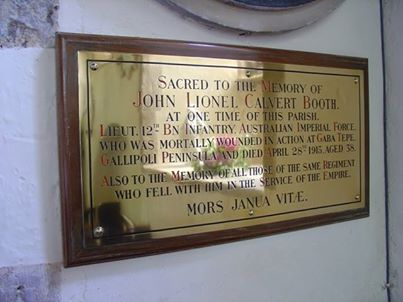 SACRED TO THE MEMORY OF
JOHN LIONEL CALVERT BOOTH.
AT ONE TIME OF THIS PARISH.
LIEUT. 12TH BN INFANTRY. AUSTRALIAN IMPERIAL FORCE.
WHO WAS MORTALLY WOUNDED IN ACTION AT GABA TEPE.
GALLIPOLI PENINSULA AND DIED APRIL 28TH 1915. AGED 38.
ALSO TO THE MEMORY OF ALL THOSE OF THE SAME REGIMENT
WHO FELL WITH HIM IN THE SERVICE OF THE EMPIRE.
MORS JANUA VITÆ.